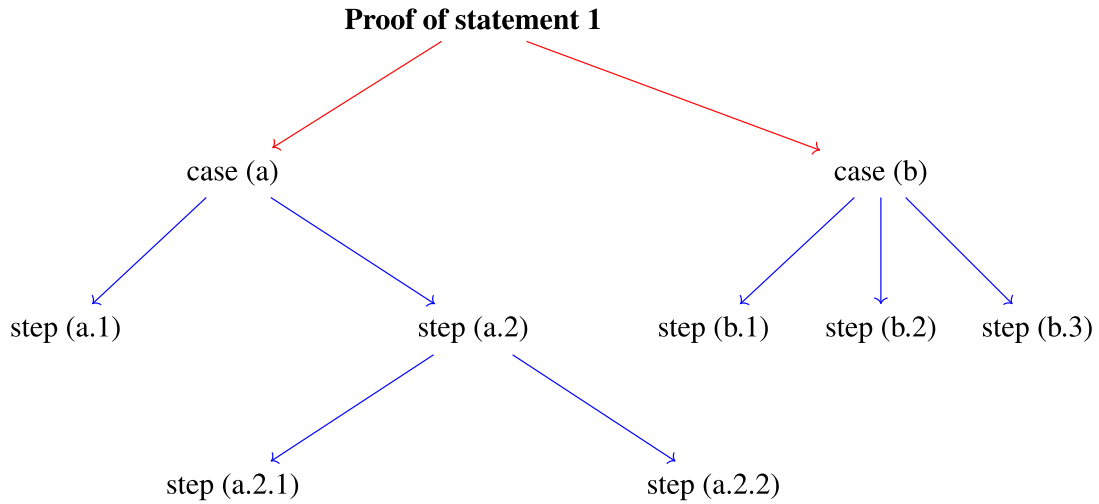 Proof of statement 1
case (a)
case (b)
step (a.1)
step (a.2)
step (b.1)
step (b.2)
step (b.3)
step (a.2.1)
step (a.2.2)